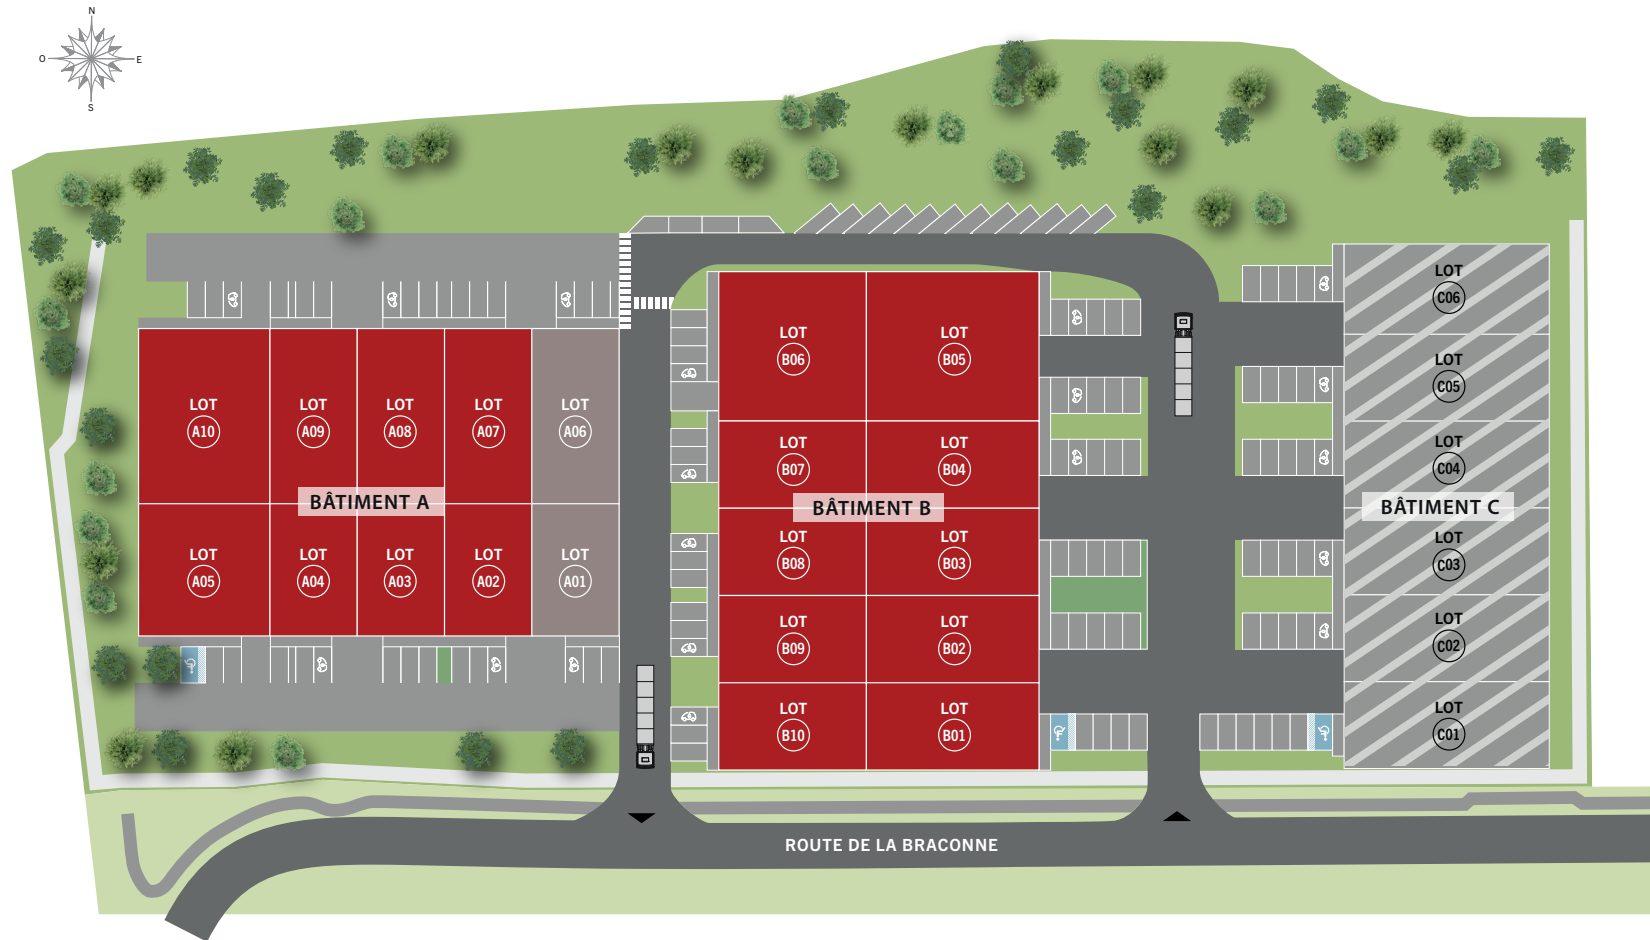 N
O
E
S
LOT
A10
LOT
A09
LOT
A08
LOT
A07
LOT
A06
BÂTIMENT A
LOT
A05
LOT
A04
LOT
A03
LOT
A02
LOT
A01
LOT
B06
LOT
B05
LOT
B07
LOT
B04
BÂTIMENT B
LOT
B08
LOT
B03
LOT
B09
LOT
B02
LOT
B10
LOT
B01
LOT
C06
LOT
C05
LOT
C04
BÂTIMENT C
LOT
C03
LOT
C02
LOT
C01
ROUTE DE LA BRACONNE